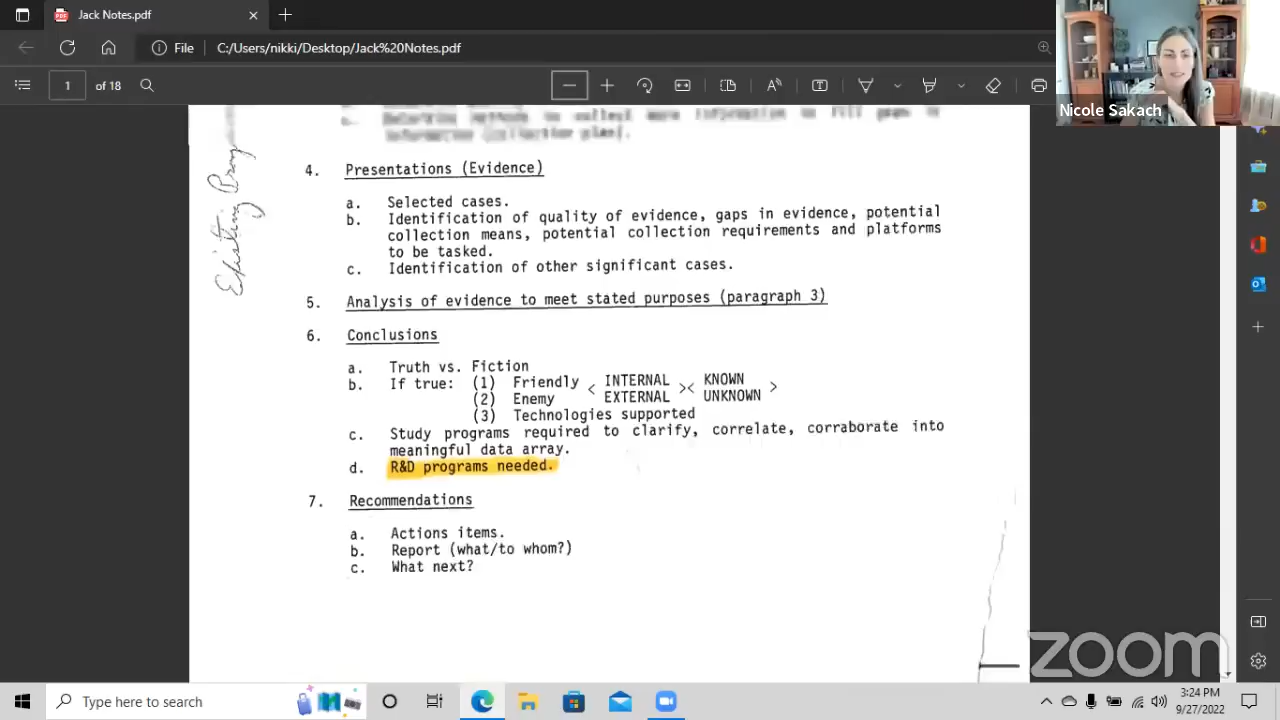 Jack Notes.pdf
File
C:/Users/nikki/Desktop/Jack%20Notes.pdf
1 of 18
Nicole Sakach
information (collection plan).
Existing
4. Presentations (Evidence)
a. Selected cases.
b. Identification of quality of evidence, gaps in evidence, potential
collection means, potential collection requirements and platforms
to be tasked.
c. Identification of other significant cases.
5. Analysis of evidence to meet stated purposes (paragraph 3)
6. Conclusions
a. Truth vs. Fiction
b. If true: (1) Friendly < INTERNAL >< KNOWN >
(2) Enemy EXTERNAL UNKNOWN
(3) Technologies supported
c. Study programs required to clarify, correlate, corraborate into
meaningful data array.
d. R&D programs needed.
7. Recommendations
a. Actions items.
b. Report (what/to whom?)
c. What next?
zoom
Type here to search
3:24 PM
9/27/2022